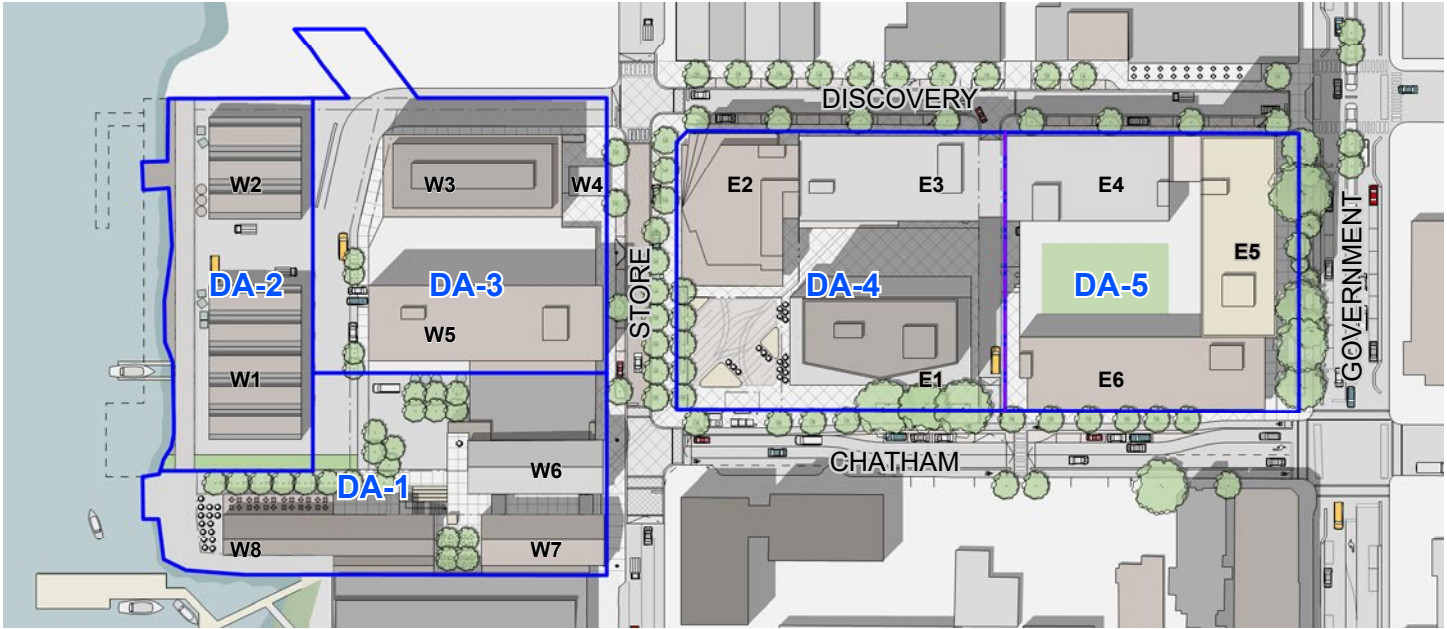 DISCOVERY
W2
W3
W4
E2
E3
E4
E5
GOVERNMENT
STORE
DA-2
DA-3
DA-4
DA-5
W5
W1
E1
E6
CHATHAM
W6
DA-1
W8
W7